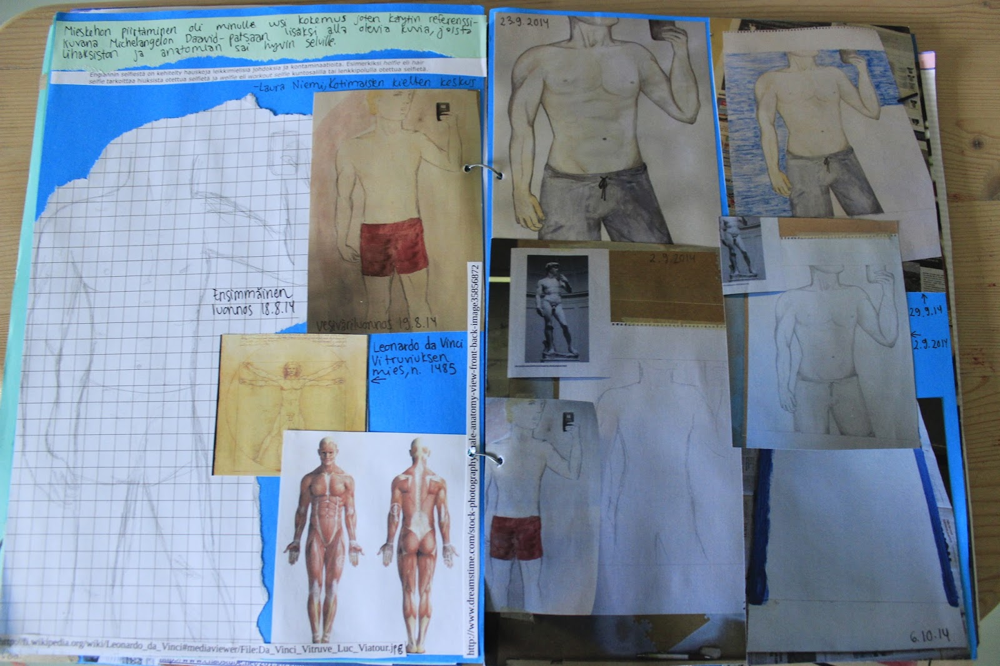 Mieskehon piirtäminen oli minulle uusi kokemus joten käytin referenssi-
kuvana Michelangelon Daavid-patsaan lisäksi alla olevia kuvia, joista
lihaksiston ja anatomian sai hyvin selville.
Englannin selfiestä on kehitelty hauskoja leikkimielisiä johdoksia ja kontaminaatioita. Esimerkiksi helfie eli hair
selfie tarkoittaa hiuksista otettua selfietä ja welfie eli workout selfie kuntosalilla tai lenkkipolulla otettua selfietä.
-Laura Niemi, Kotimaisten kielten keskus
Ensimmäinen
luonnos 18.8.14
vesiväriluonnos 19.8.14
Leonardo da Vinci
Vitruviuksen
mies, n. 1485
←
http://fi.wikipedia.org/wiki/Leonardo_da_Vinci#mediaviewer/File:Da_Vinci_Vitruve_Luc_Viatour.jpg
http://www.dreamstime.com/stock-photography-male-anatomy-view-front-back-image35856872
23.9.2014
2.9.2014
↑
29.9.14
←
2.9.2014
6.10.14